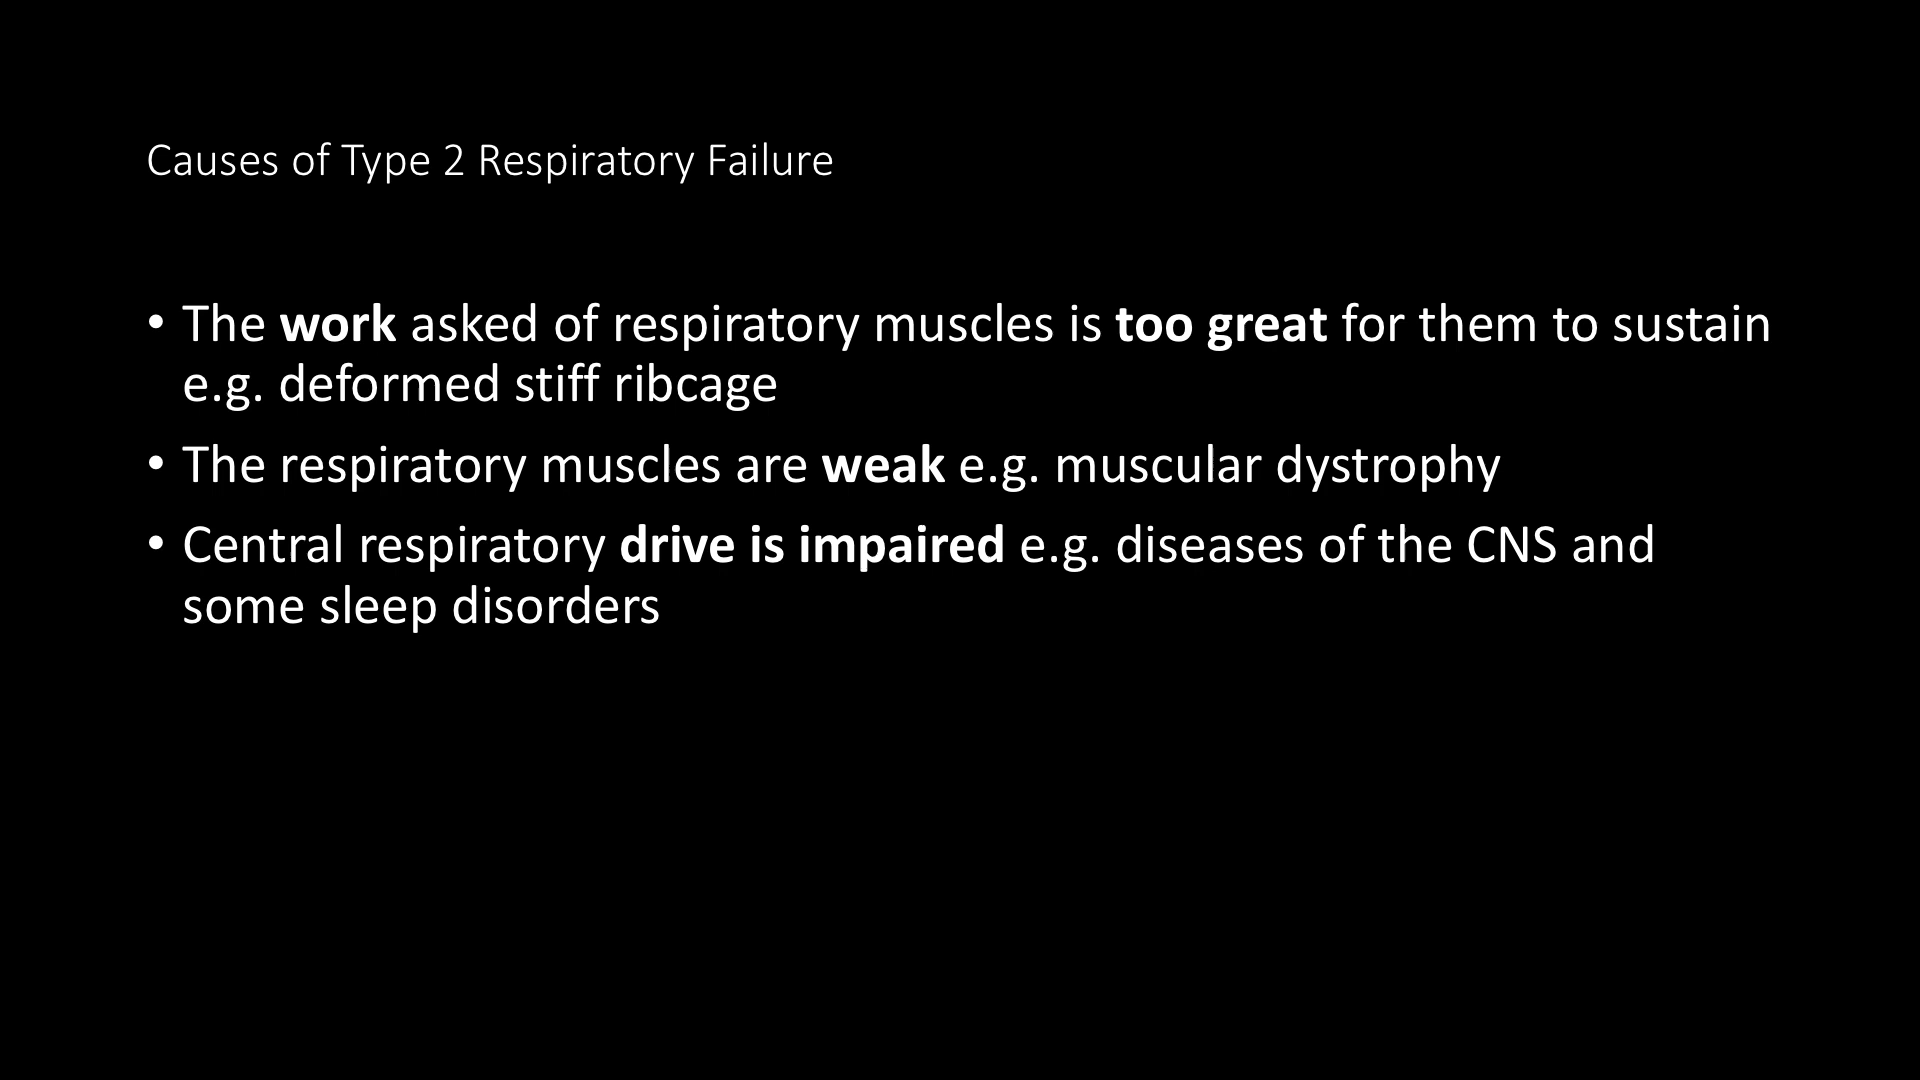 Causes of Type 2 Respiratory Failure
• The work asked of respiratory muscles is too great for them to sustain
e.g. deformed stiff ribcage
• The respiratory muscles are weak e.g. muscular dystrophy
• Central respiratory drive is impaired e.g. diseases of the CNS and
some sleep disorders